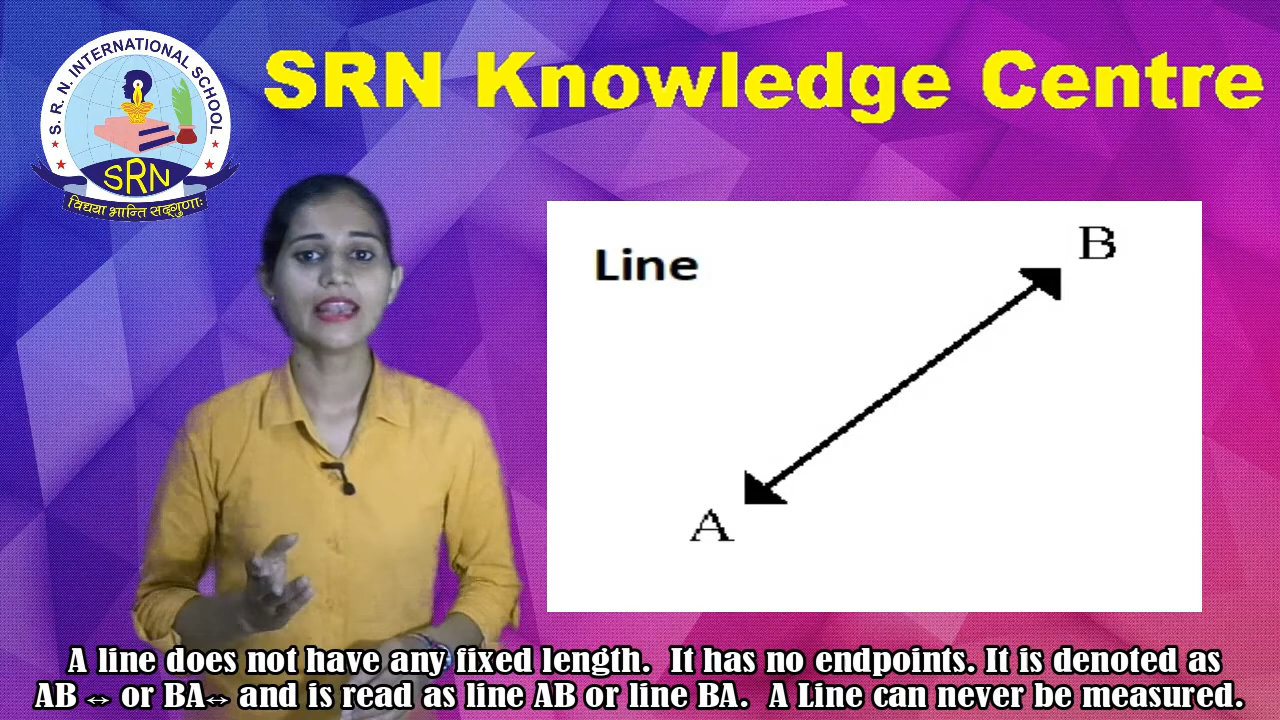 S. R. N. INTERNATIONAL SCHOOL
SRN
विद्यया भान्ति सद्गुणाः
SRN Knowledge Centre
Line
B
A
A line does not have any fixed length. It has no endpoints. It is denoted as
AB ↔ or BA↔ and is read as line AB or line BA. A Line can never be measured.